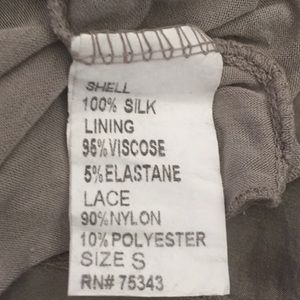 SHELL
100% SILK
LINING
95% VISCOSE
5% ELASTANE
LACE
90% NYLON
10% POLYESTER
SIZE S
RN# 75343